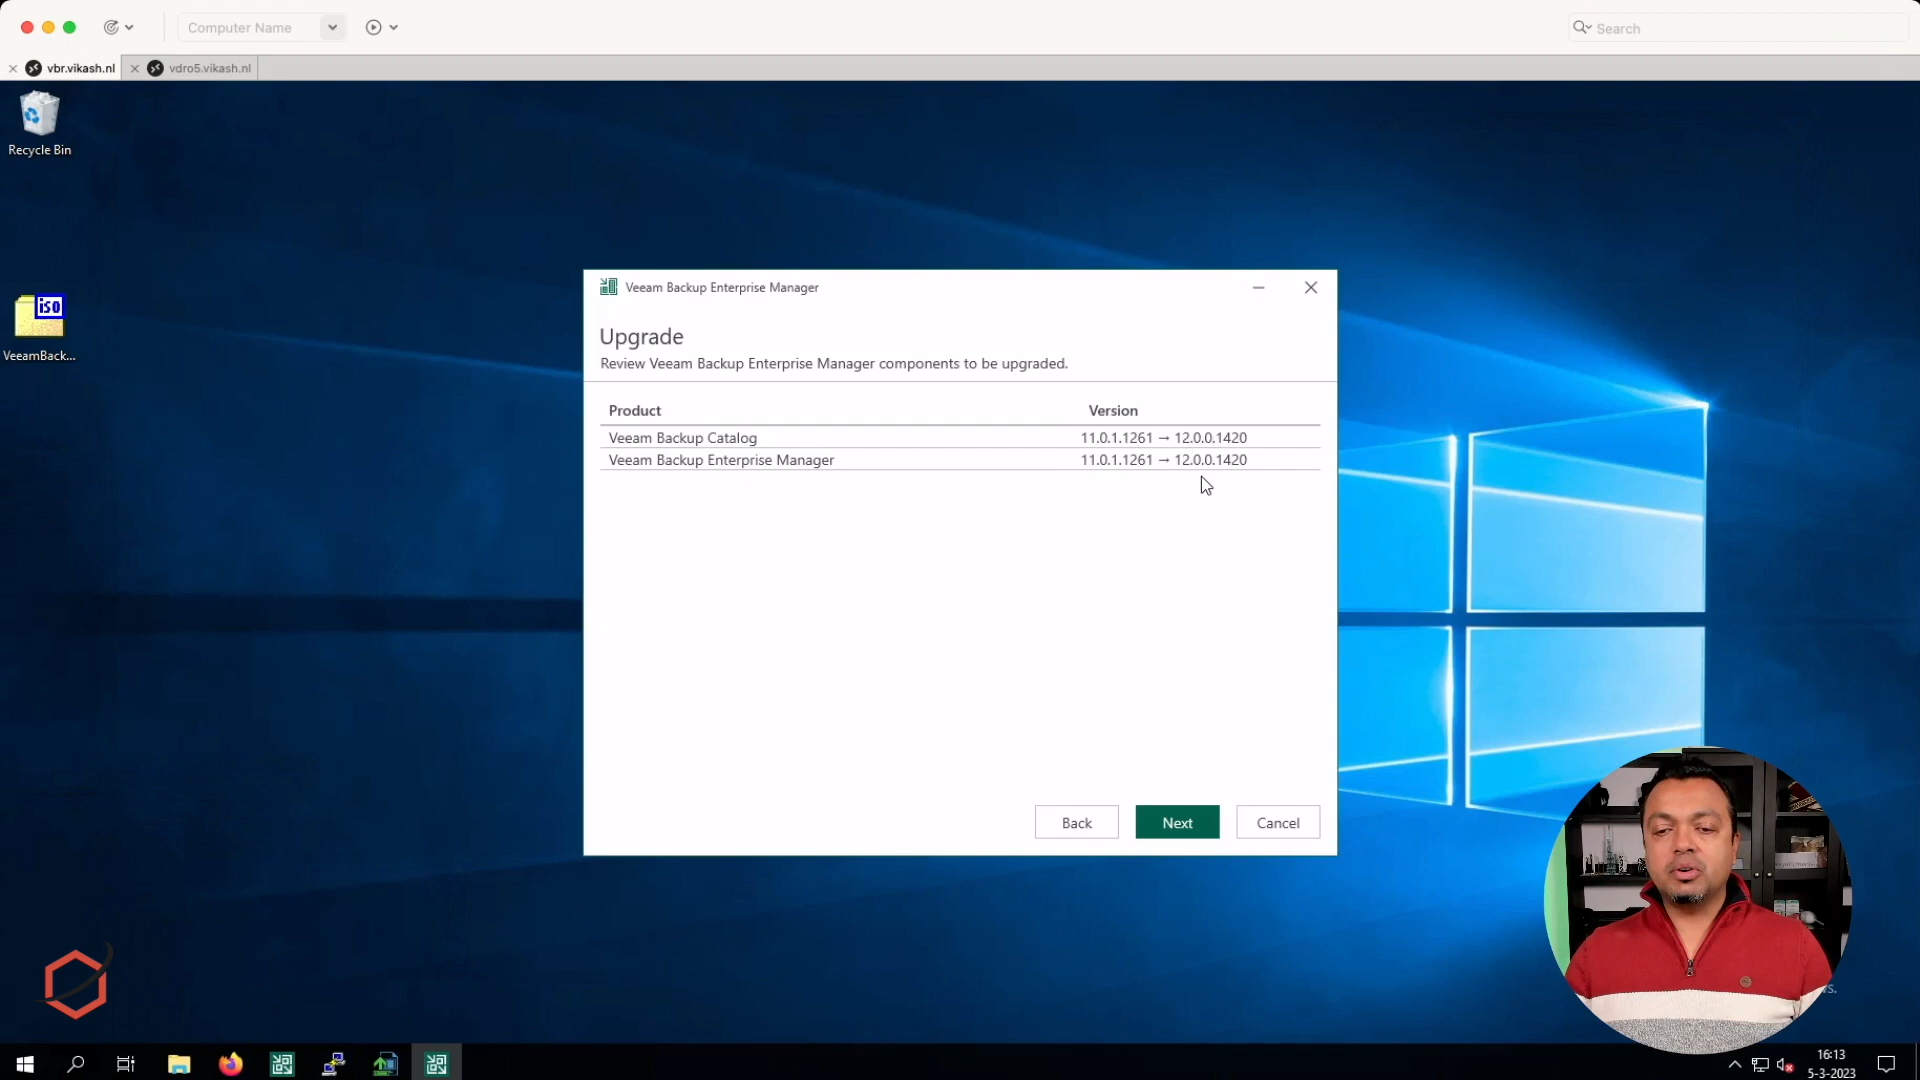 Computer Name
Search
vbr.vikash.nl
vdro5.vikash.nl
Recycle Bin
iso
VeeamBack...
Veeam Backup Enterprise Manager
Upgrade
Review Veeam Backup Enterprise Manager components to be upgraded.
Product Version
Veeam Backup Catalog 11.0.1.1261 → 12.0.0.1420
Veeam Backup Enterprise Manager 11.0.1.1261 → 12.0.0.1420
Back Next Cancel
16:13
5-3-2023